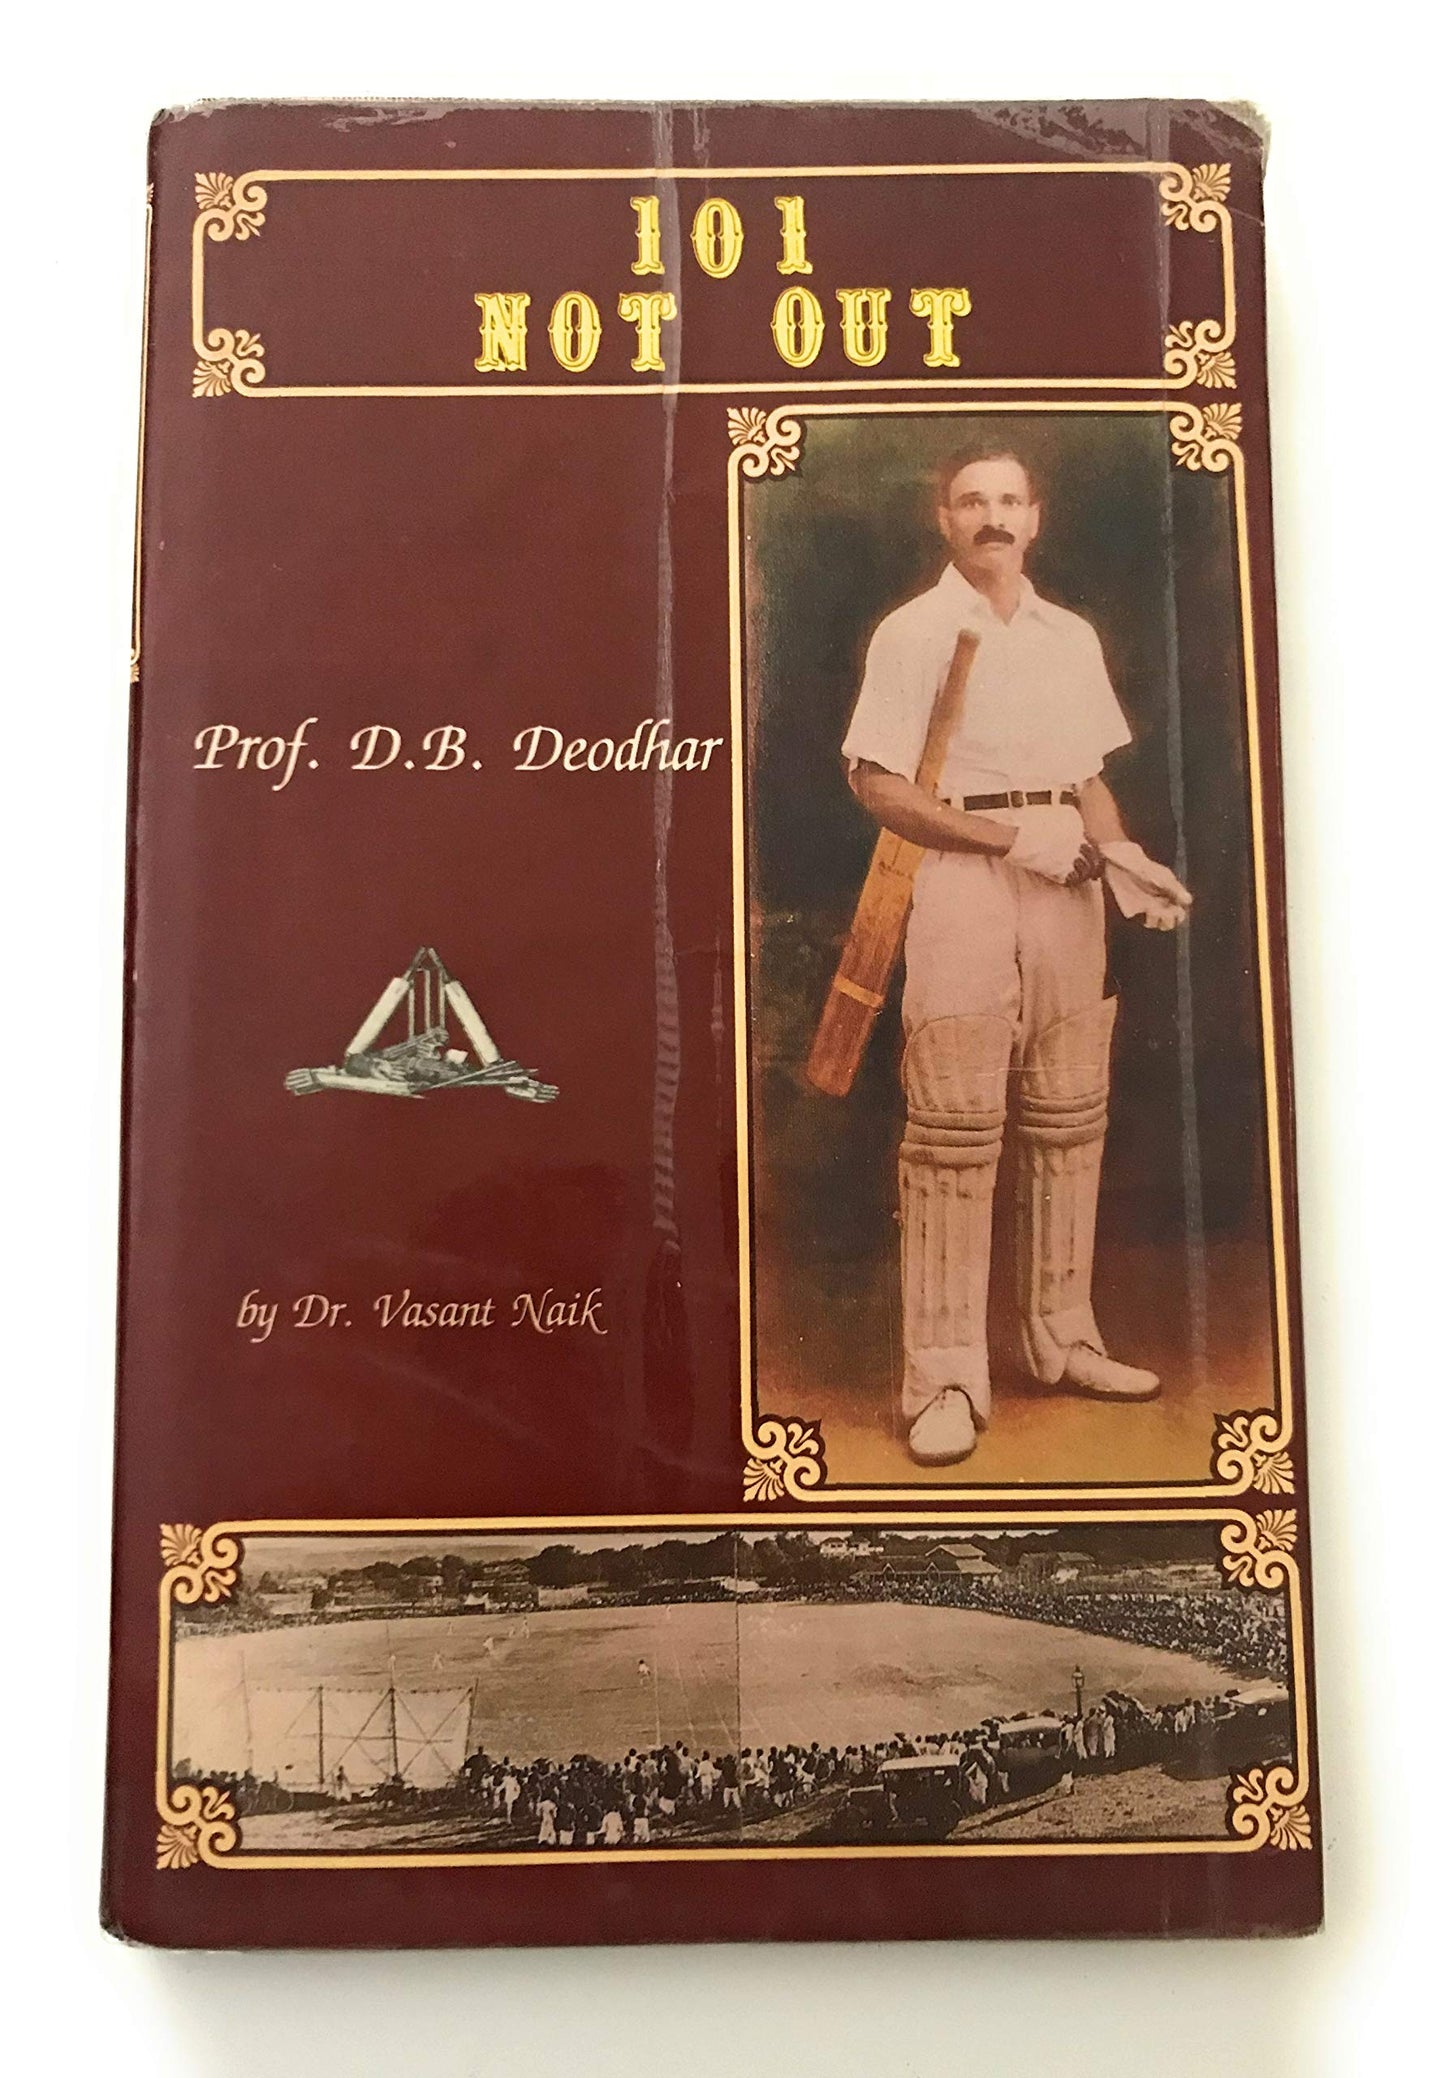 101
NOT OUT
Prof. D.B. Deodhar
by Dr. Vasant Naik